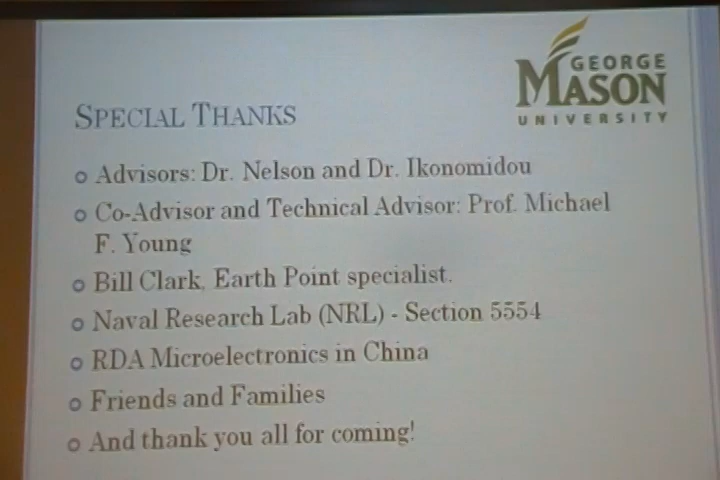 GEORGE
MASON
UNIVERSITY
SPECIAL THANKS
Advisors: Dr. Nelson and Dr. Ikonomidou
Co-Advisor and Technical Advisor: Prof. Michael
F. Young
Bill Clark, Earth Point specialist.
Naval Research Lab (NRL) - Section 5554
RDA Microelectronics in China
Friends and Families
And thank you all for coming!